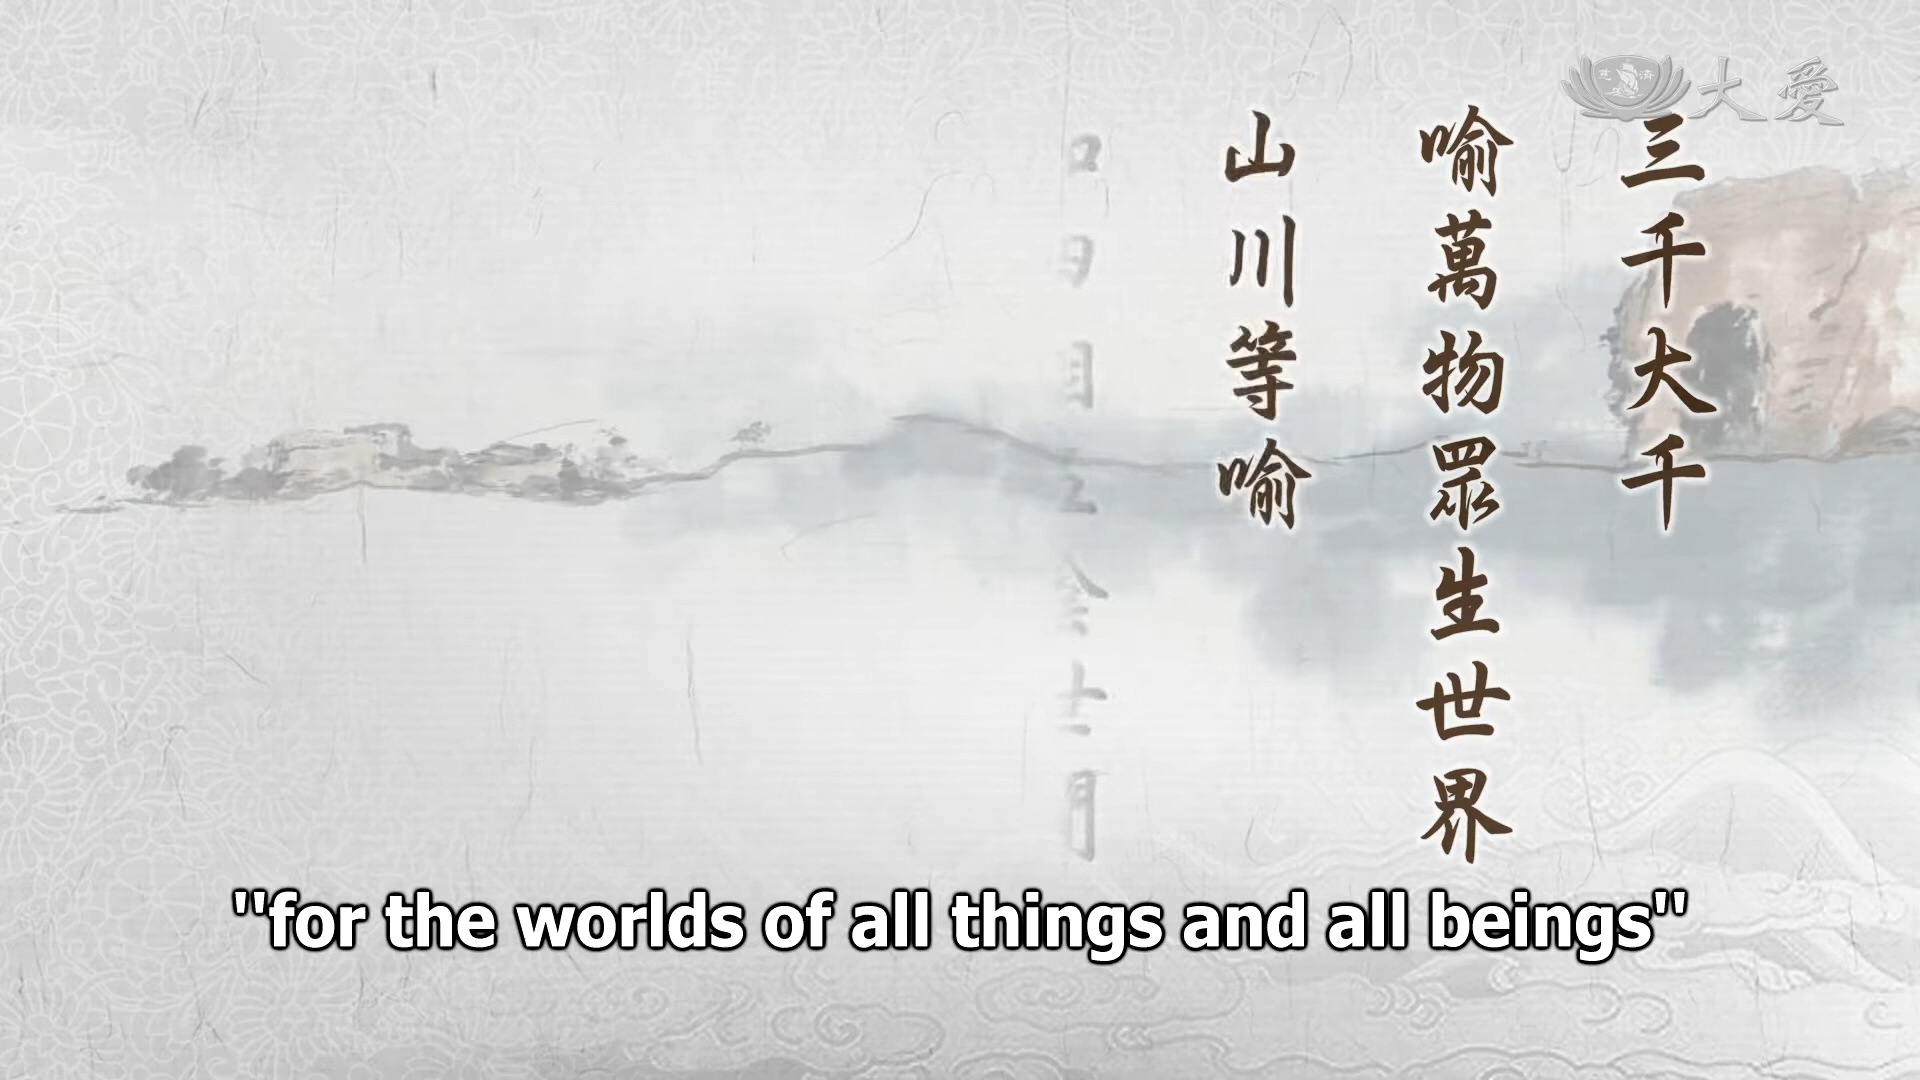 大愛
三千大千
喻萬物眾生世界
山川等喻
"for the worlds of all things and all beings"